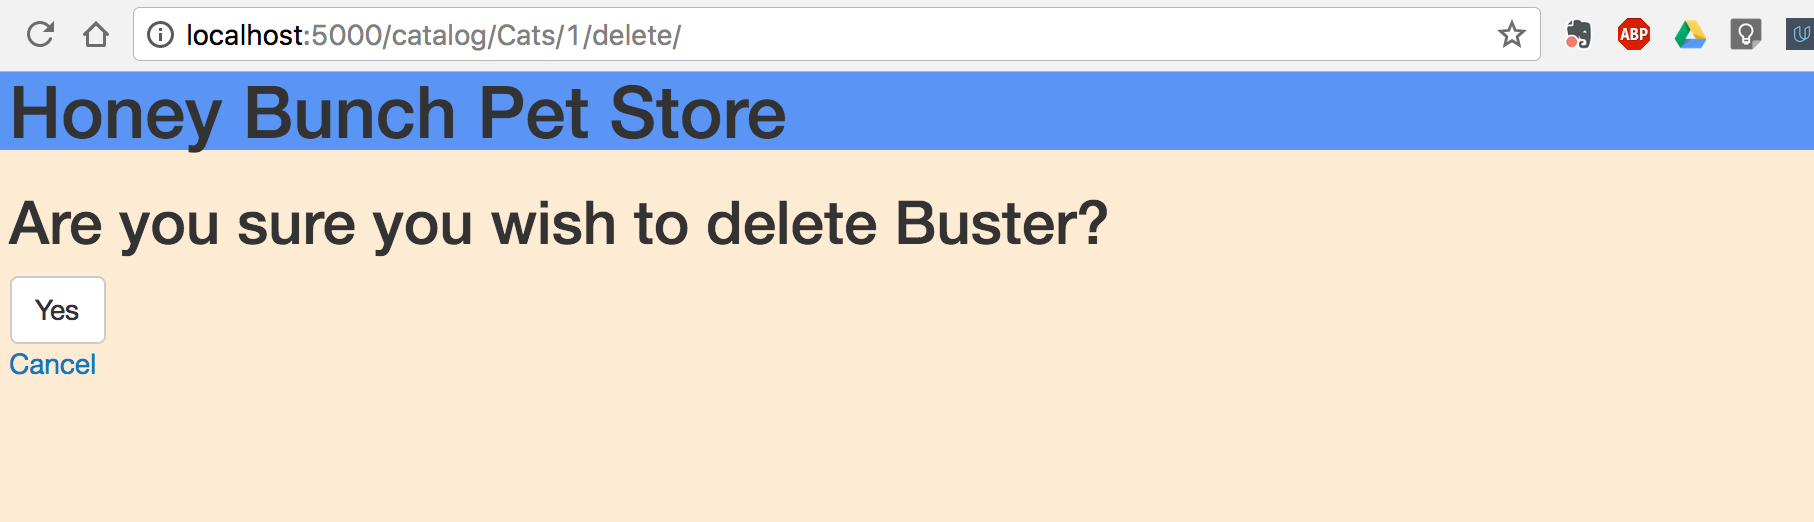 localhost:5000/catalog/Cats/1/delete/
ABP
Honey Bunch Pet Store
Are you sure you wish to delete Buster?
Yes
Cancel